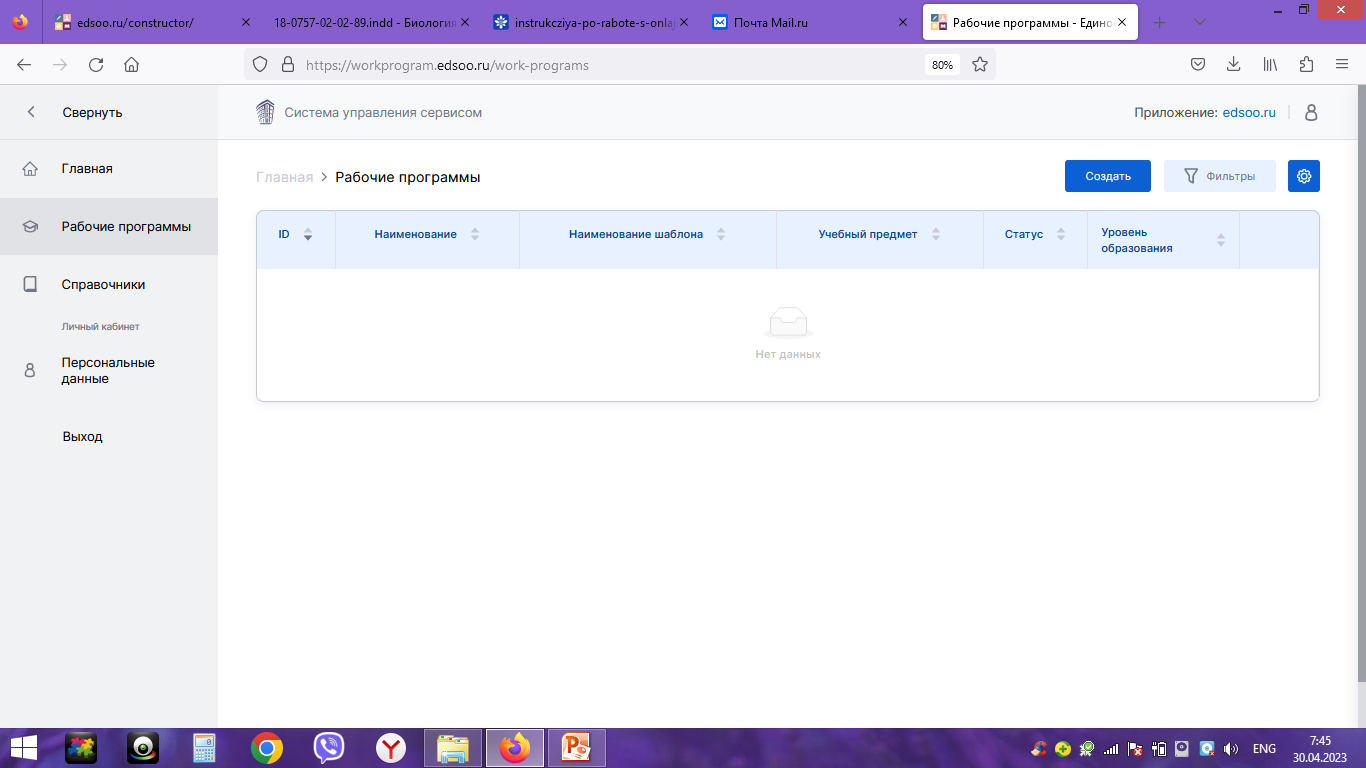 edsoo.ru/constructor/
18-0757-02-02-89.indd - Биология
instrukcziya-po-rabote-s-onla
Почта Mail.ru
Рабочие программы - Едино
https://workprogram.edsoo.ru/work-programs
80%
Свернуть
Система управления сервисом
Приложение: edsoo.ru
Главная
Рабочие программы
Справочники
Личный кабинет
Персональные
данные
Выход
Главная > Рабочие программы
Создать
Фильтры
ID
Наименование
Наименование шаблона
Учебный предмет
Статус
Уровень
образования
Нет данных
ENG
7:45
30.04.2023